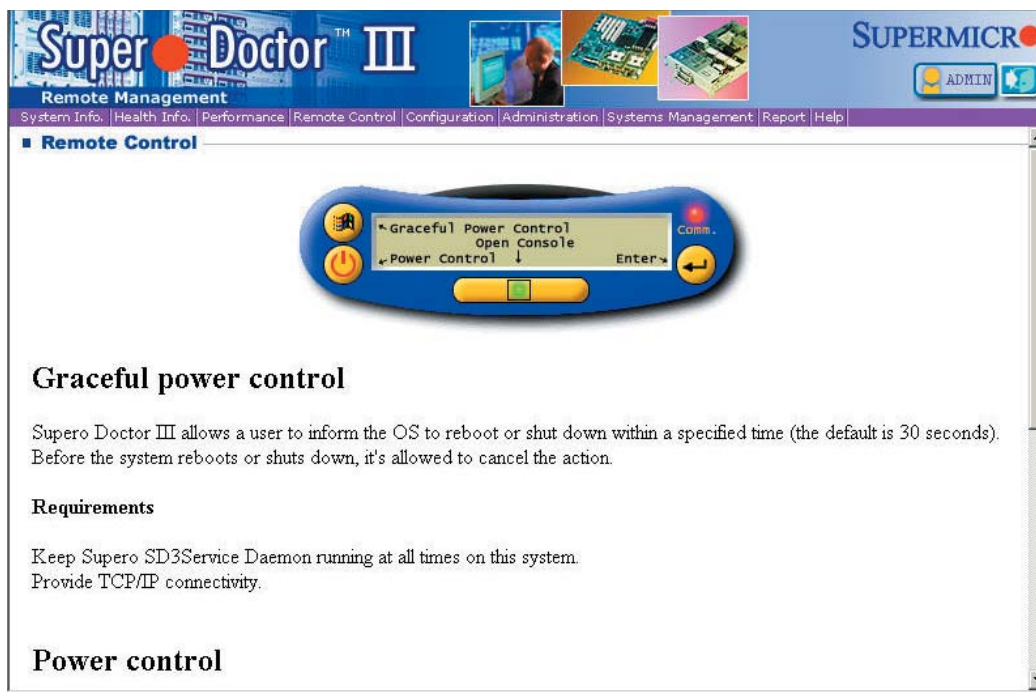 Super Doctor™ III
SUPERMICR
Remote Management
ADMIN
System Info. Health Info. Performance Remote Control Configuration Administration Systems Management Report Help
Remote Control
Graceful Power Control
Comm.
Open Console
Power Control
Enter
Graceful power control
Supero Doctor III allows a user to inform the OS to reboot or shut down within a specified time (the default is 30 seconds).
Before the system reboots or shuts down, it's allowed to cancel the action.
Requirements
Keep Supero SD3Service Daemon running at all times on this system.
Provide TCP/IP connectivity.
Power control